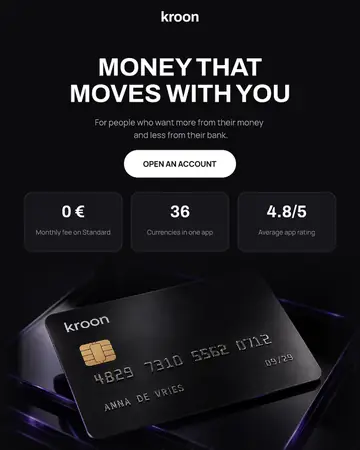 kroon
MONEY THAT
MOVES WITH YOU
For people who want more from their money
and less from their bank.
OPEN AN ACCOUNT
0 €
Monthly fee on Standard
36
Currencies in one app
4.8/5
Average app rating
kroon
4829 7310 5562 0712
09/29
ANNA DE VRIES